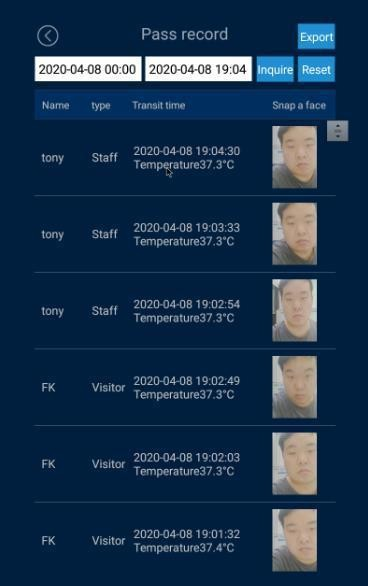 Pass record
Export
2020-04-08 00:00 2020-04-08 19:04 Inquire Reset
Name type Transit time Snap a face
tony Staff 2020-04-08 19:04:30
Temperature37.3°C
tony Staff 2020-04-08 19:03:33
Temperature37.3°C
tony Staff 2020-04-08 19:02:54
Temperature37.3°C
FK Visitor 2020-04-08 19:02:49
Temperature37.3°C
FK Visitor 2020-04-08 19:02:03
Temperature37.3°C
FK Visitor 2020-04-08 19:01:32
Temperature37.4°C